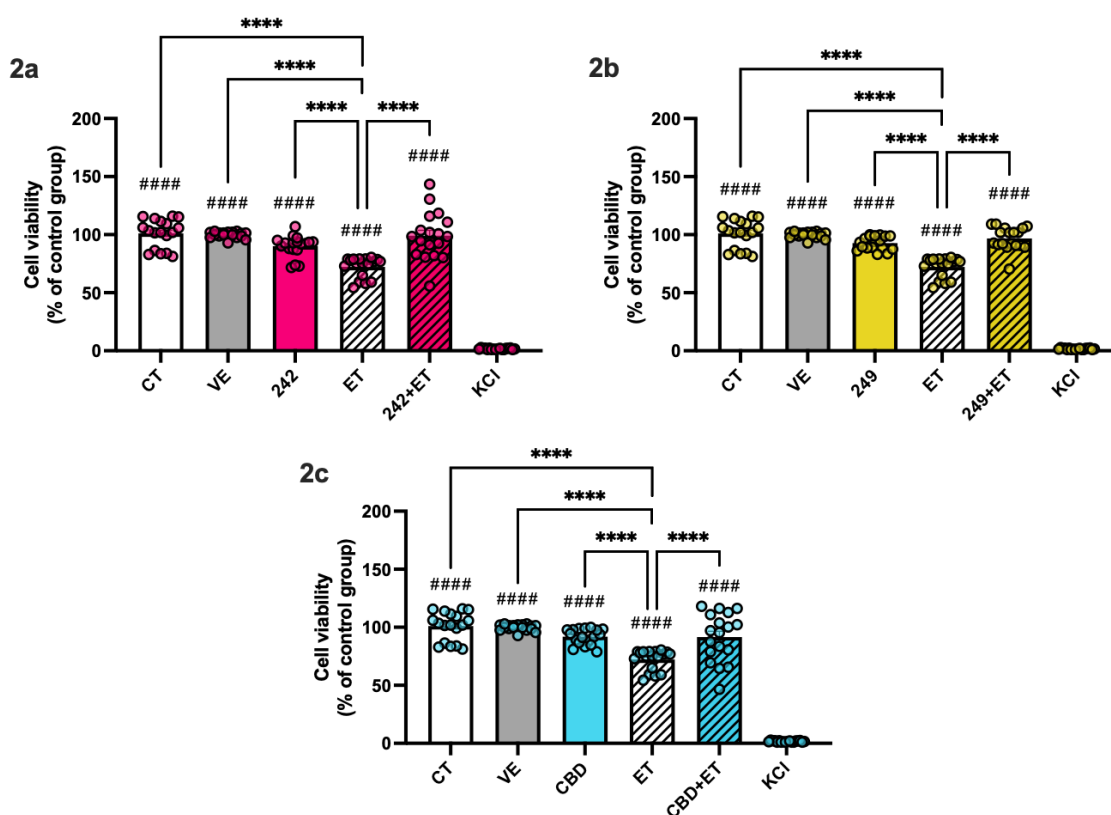 2a
****
****
****
****
####
####
####
####
####
Cell viability
(% of control group)
200
150
100
50
0
CT
VE
242
ET
242+ET
KCl
2b
****
****
****
****
####
####
####
####
####
Cell viability
(% of control group)
200
150
100
50
0
CT
VE
249
ET
249+ET
KCl
2c
****
****
****
****
####
####
####
####
####
Cell viability
(% of control group)
200
150
100
50
0
CT
VE
CBD
ET
CBD+ET
KCl